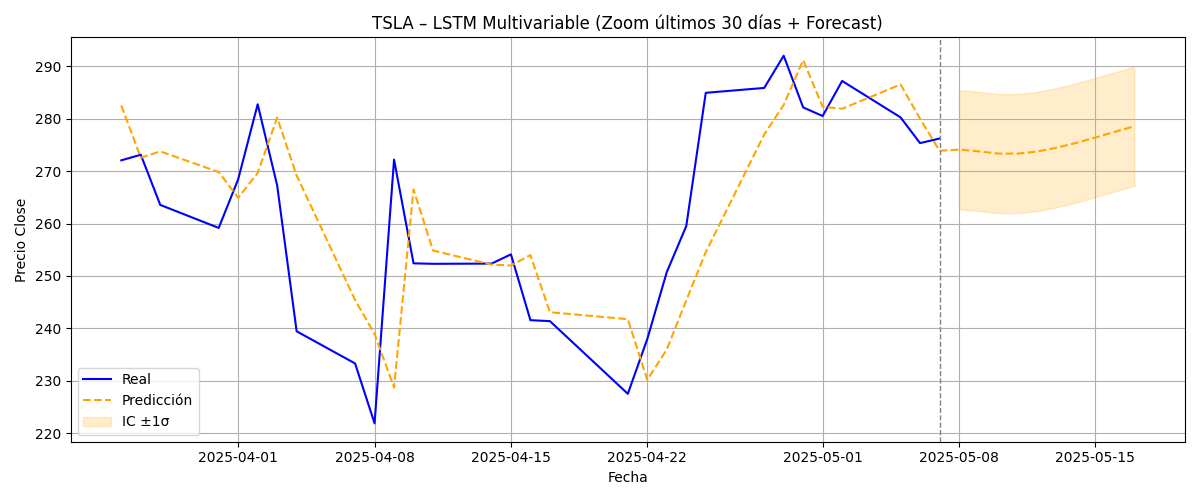 TSLA – LSTM Multivariable (Zoom últimos 30 días + Forecast)
Precio Close
290
280
270
260
250
240
230
220
Real
Predicción
IC ±1σ
2025-04-01
2025-04-08
2025-04-15
2025-04-22
2025-05-01
2025-05-08
2025-05-15
Fecha